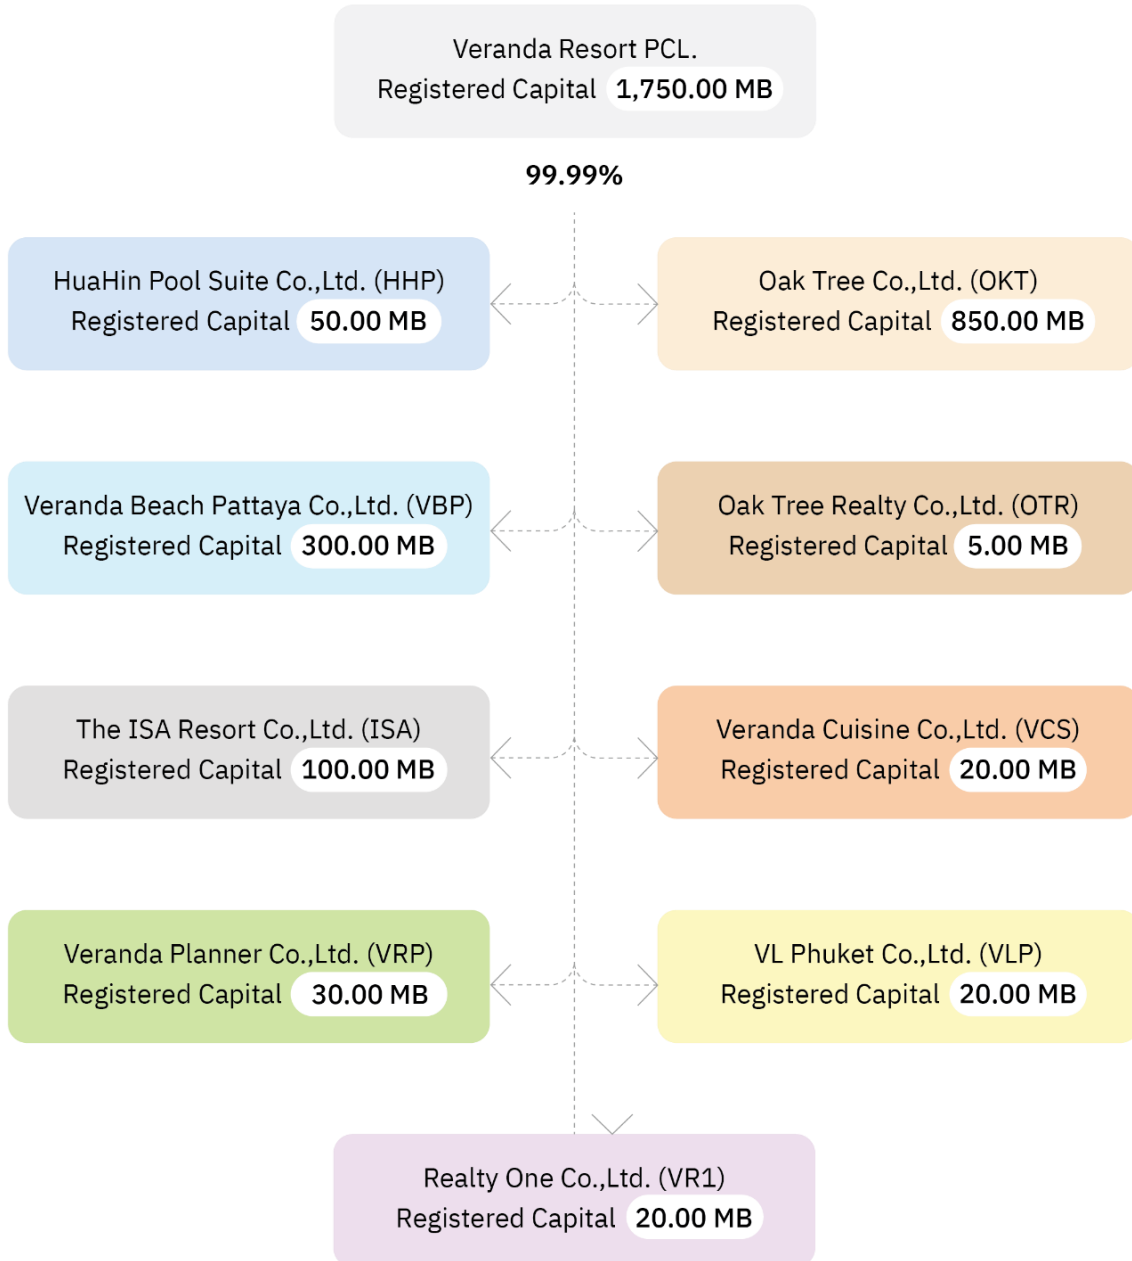 Veranda Resort PCL.
Registered Capital 1,750.00 MB
99.99%
HuaHin Pool Suite Co.,Ltd. (HHP)
Registered Capital 50.00 MB
Oak Tree Co.,Ltd. (OKT)
Registered Capital 850.00 MB
Veranda Beach Pattaya Co.,Ltd. (VBP)
Registered Capital 300.00 MB
Oak Tree Realty Co.,Ltd. (OTR)
Registered Capital 5.00 MB
The ISA Resort Co.,Ltd. (ISA)
Registered Capital 100.00 MB
Veranda Cuisine Co.,Ltd. (VCS)
Registered Capital 20.00 MB
Veranda Planner Co.,Ltd. (VRP)
Registered Capital 30.00 MB
VL Phuket Co.,Ltd. (VLP)
Registered Capital 20.00 MB
Realty One Co.,Ltd. (VR1)
Registered Capital 20.00 MB